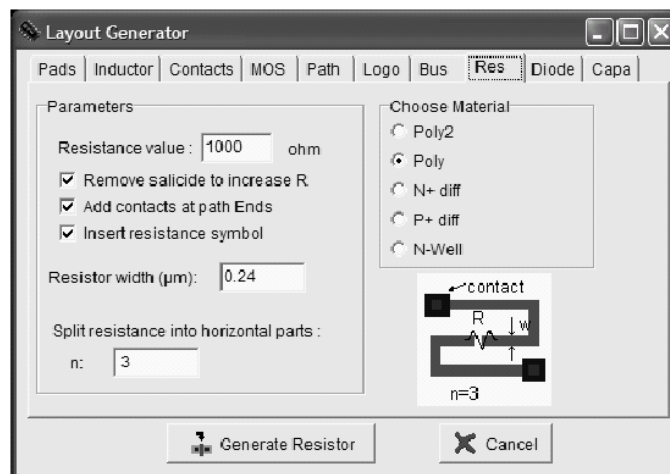 Layout Generator
Pads Inductor Contacts MOS Path Logo Bus Res Diode Capa
Parameters
Resistance value : 1000 ohm
Remove salicide to increase R
Add contacts at path Ends
Insert resistance symbol
Resistor width (µm): 0.24
Split resistance into horizontal parts :
n: 3
Choose Material
Poly2
Poly
N+ diff
P+ diff
N-Well
contact
R
w
n=3
Generate Resistor
Cancel